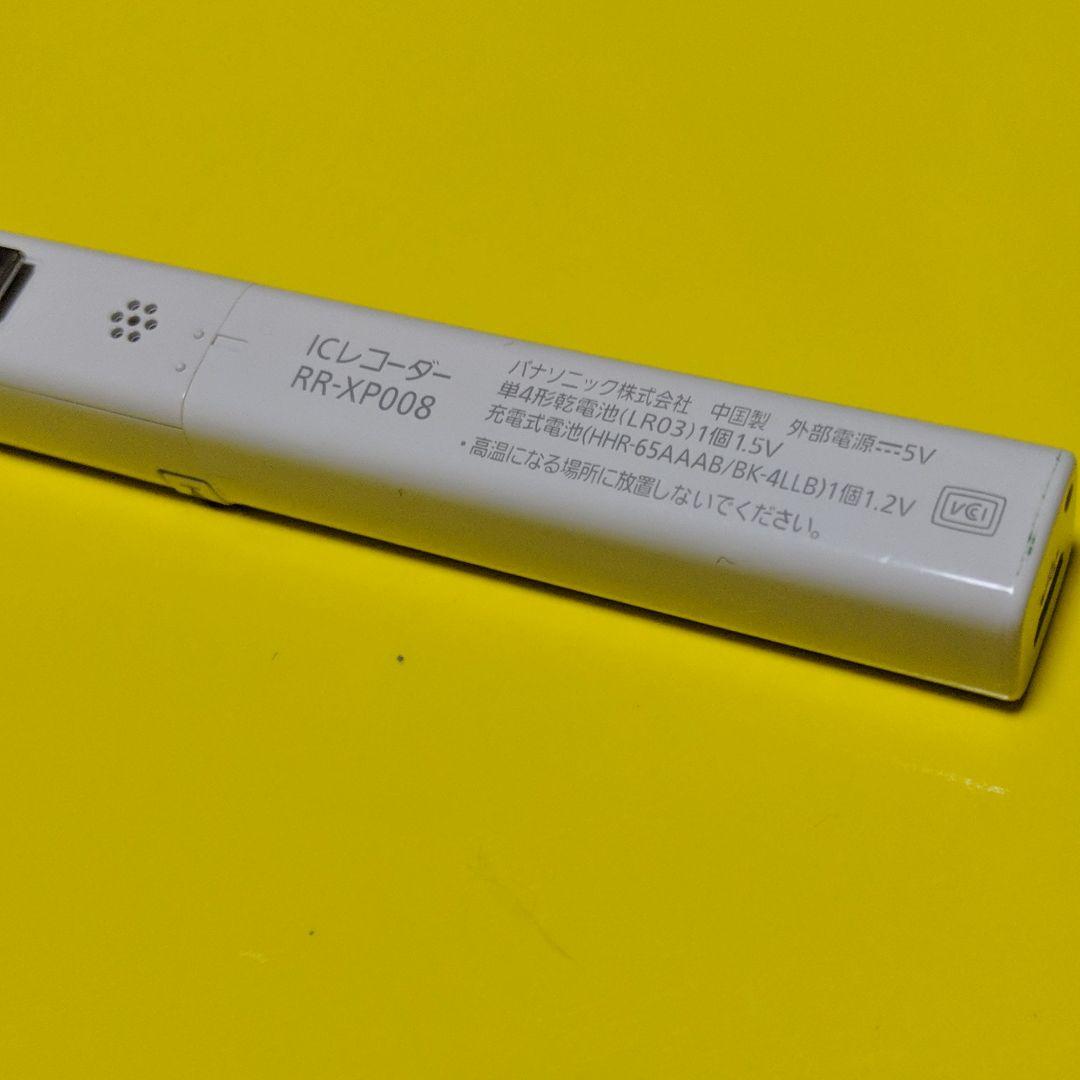 ICレコーダー
RR-XP008
パナソニック株式会社 中国製 外部電源⎓5V
単4形乾電池(LR03)1個1.5V
充電式電池(HHR-65AAAB/BK-4LLB)1個1.2V
・高温になる場所に放置しないでください。
VCCI